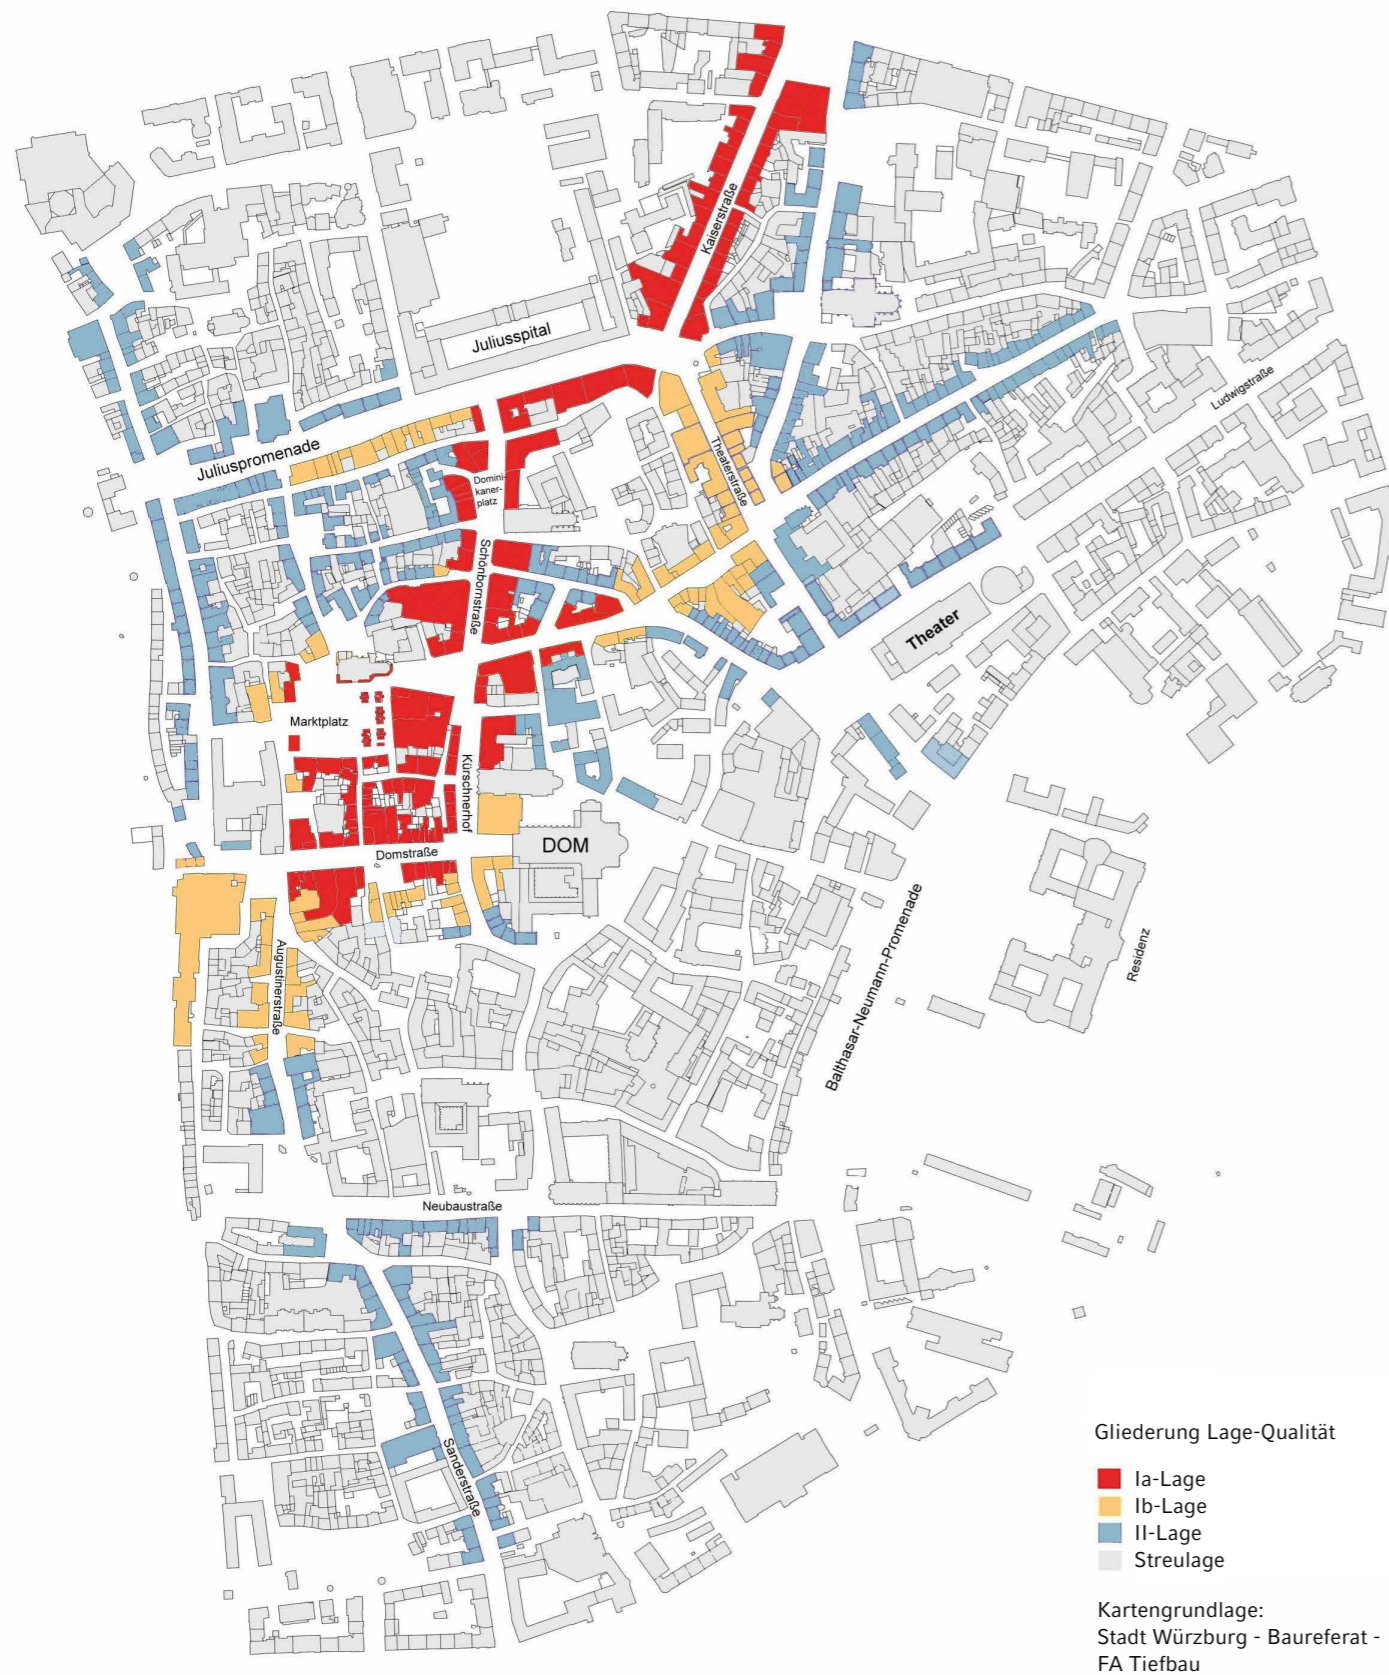 Kaiserstraße
Juliusspital
Ludwigstraße
Juliuspromenade
Theaterstraße
Domini-
kaner-
platz
Schönbornstraße
Theater
Marktplatz
Kürschnerhof
DOM
Domstraße
Balthasar-Neumann-Promenade
Residenz
Augustinerstraße
Neubaustraße
Sanderstraße
Gliederung Lage-Qualität
Ia-Lage
Ib-Lage
II-Lage
Streulage
Kartengrundlage:
Stadt Würzburg - Baureferat -
FA Tiefbau